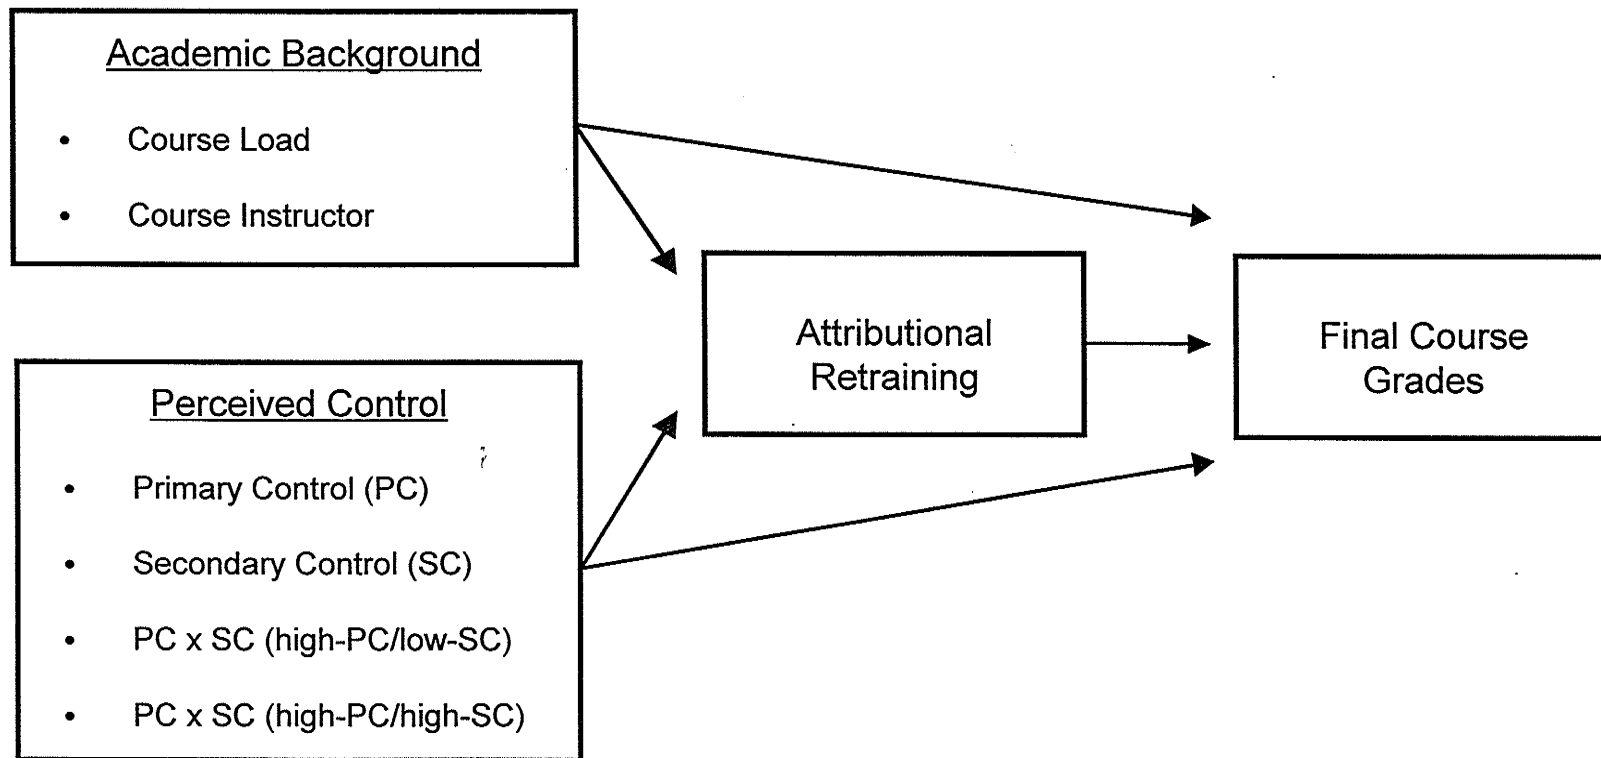 Academic Background
• Course Load
• Course Instructor
Perceived Control
• Primary Control (PC)
• Secondary Control (SC)
• PC x SC (high-PC/low-SC)
• PC x SC (high-PC/high-SC)
Attributional
Retraining
Final Course
Grades